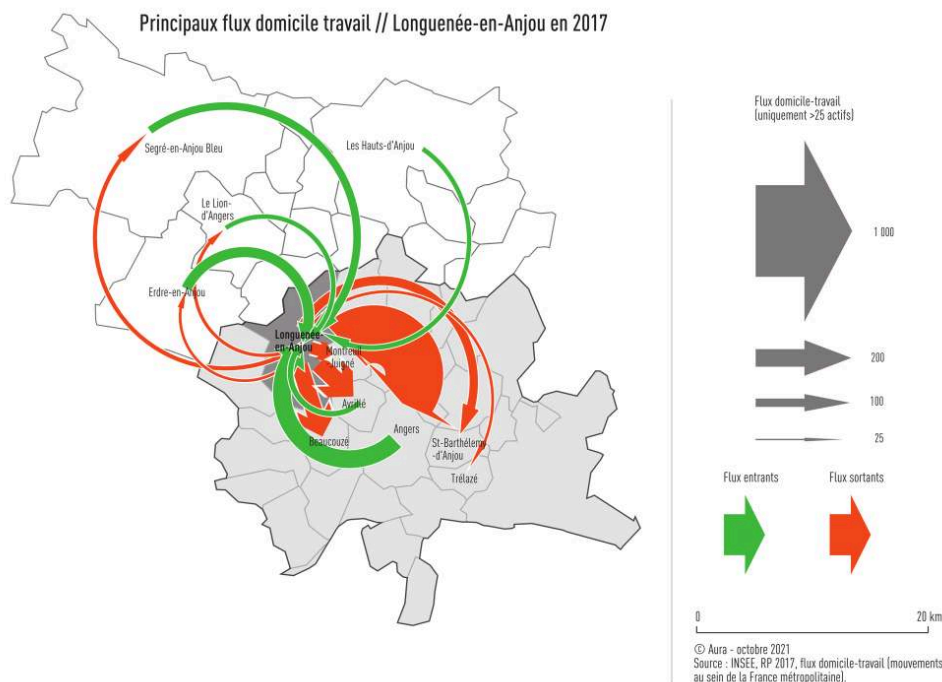 Principaux flux domicile travail // Longuenée-en-Anjou en 2017
Segré-en-Anjou Bleu
Les Hauts-d'Anjou
Le Lion-
d'Angers
Erdre-en-Anjou
Longuenée-
en-Anjou
Montreuil
Juigné
Avrillé
Beaucouzé
Angers
St-Barthélemy
-d'Anjou
Trélazé
Flux domicile-travail
(uniquement >25 actifs)
1 000
200
100
25
Flux entrants
Flux sortants
0
20 km
© Aura - octobre 2021
Source : INSEE, RP 2017, flux domicile-travail (mouvements
au sein de la France métropolitaine).